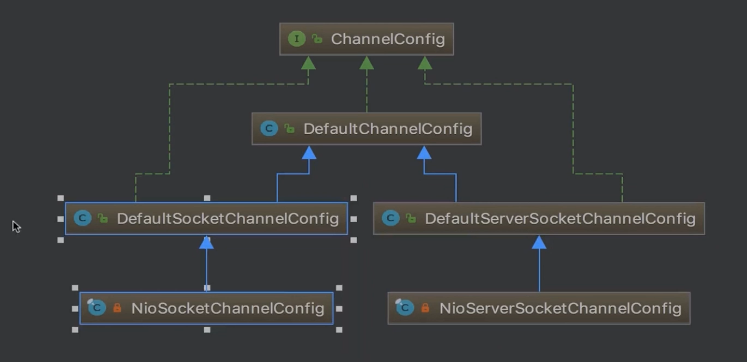 I ChannelConfig
C DefaultChannelConfig
C DefaultSocketChannelConfig
C DefaultServerSocketChannelConfig
C NioSocketChannelConfig
C NioServerSocketChannelConfig